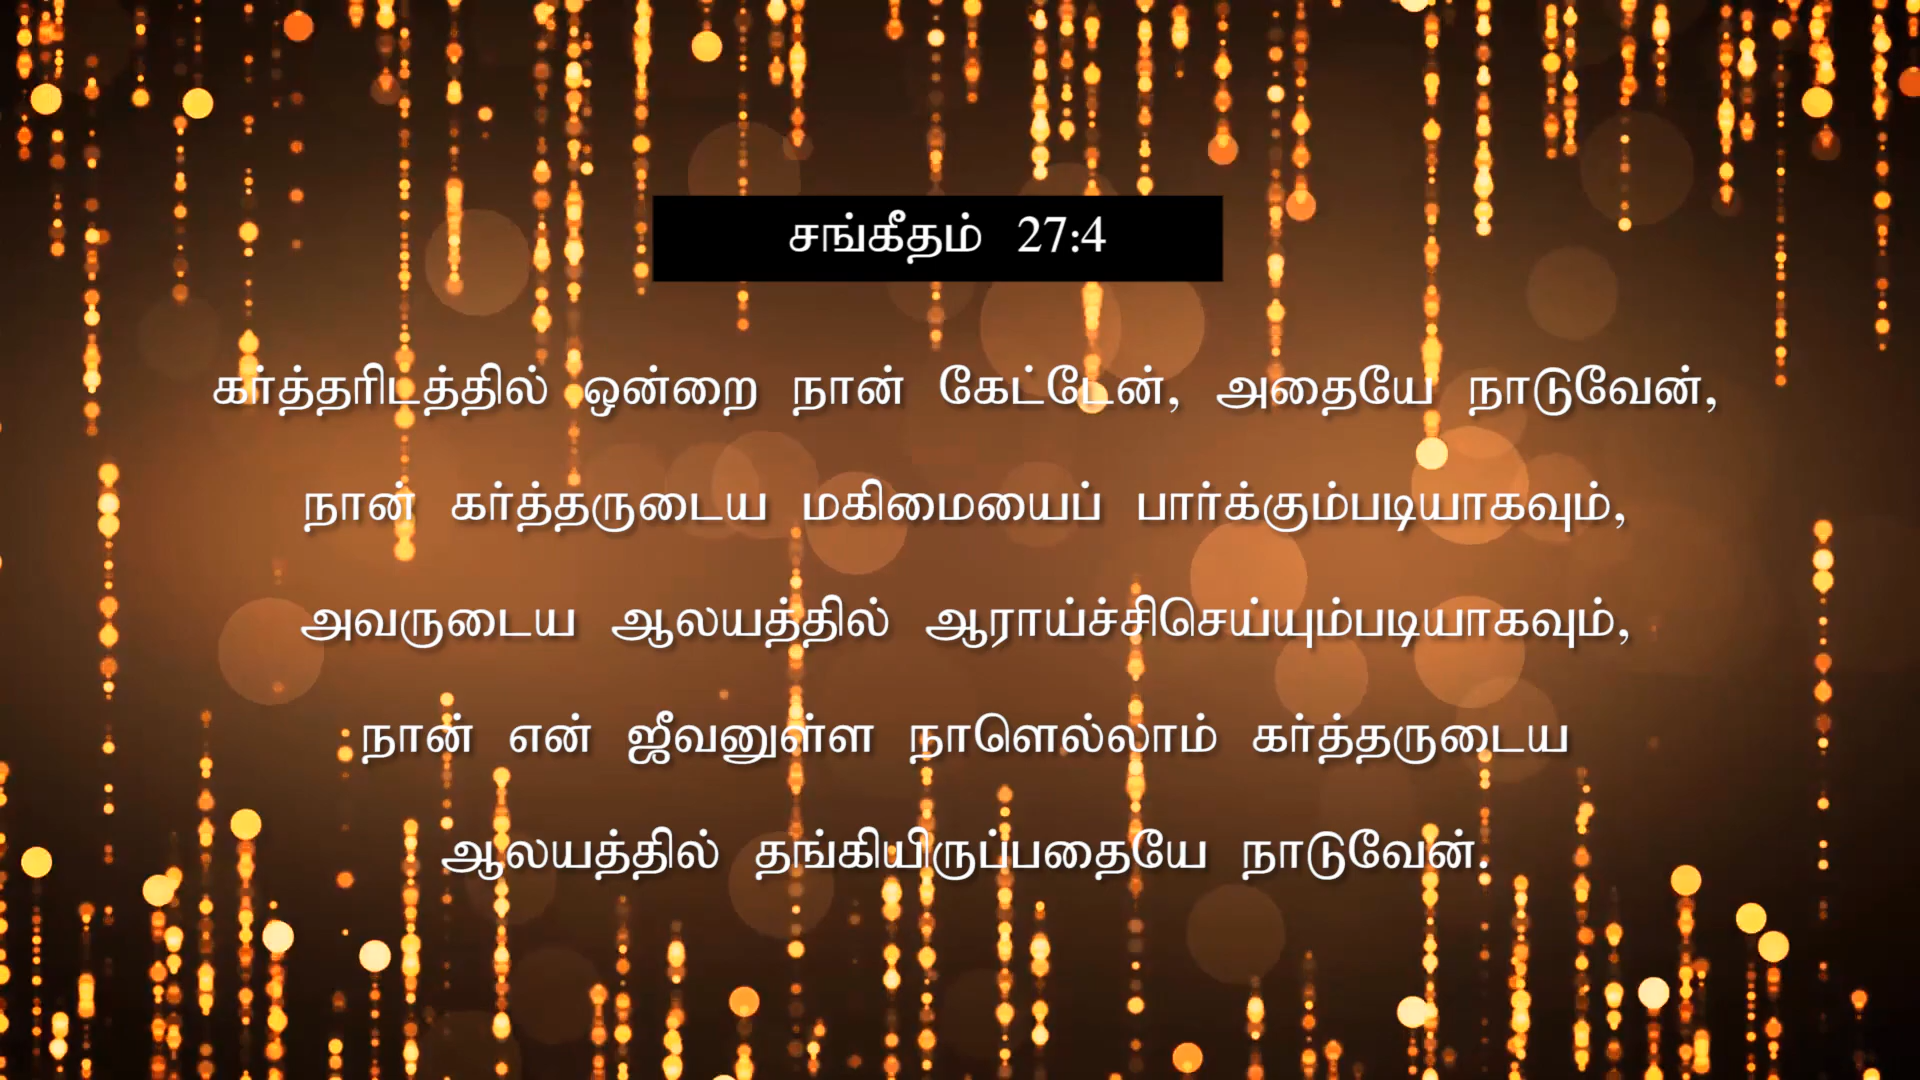 சங்கீதம் 27:4
கர்த்தரிடத்தில் ஒன்றை நான் கேட்டேன், அதையே நாடுவேன்,
நான் கர்த்தருடைய மகிமையைப் பார்க்கும்படியாகவும்,
அவருடைய ஆலயத்தில் ஆராய்ச்சிசெய்யும்படியாகவும்,
நான் என் ஜீவனுள்ள நாளெல்லாம் கர்த்தருடைய
ஆலயத்தில் தங்கியிருப்பதையே நாடுவேன்.